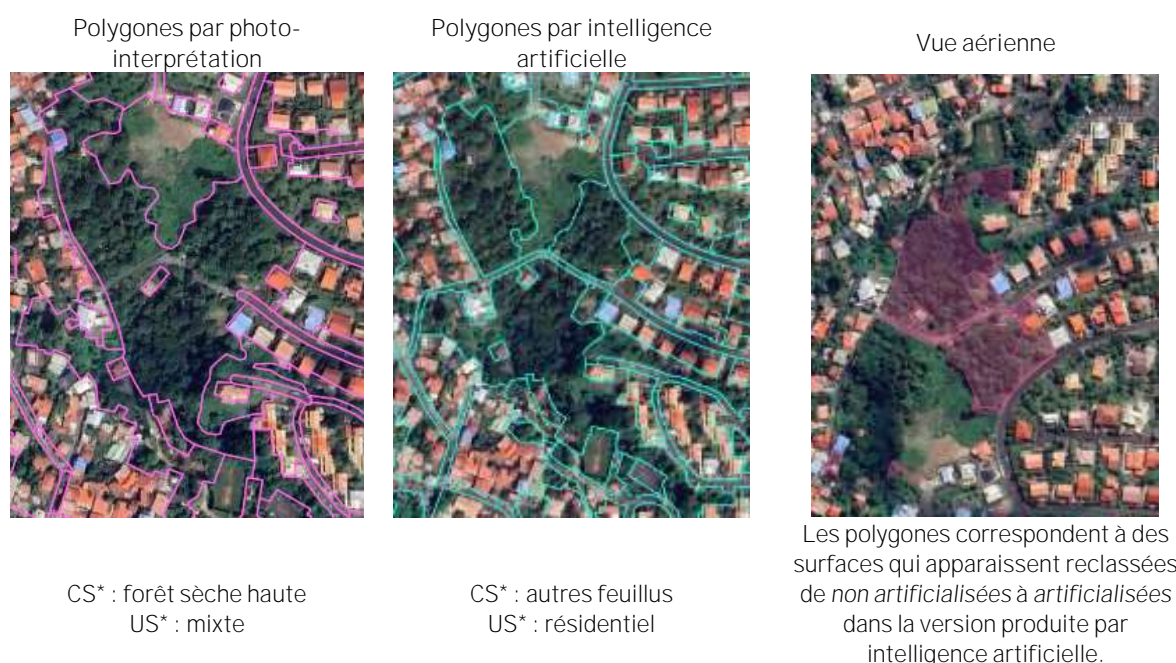 Polygones par photo-
interprétation
Polygones par intelligence
artificielle
Vue aérienne
CS* : forêt sèche haute
US* : mixte
CS* : autres feuillus
US* : résidentiel
Les polygones correspondent à des
surfaces qui apparaissent reclassées
de non artificialisées à artificialisées
dans la version produite par
intelligence artificielle.